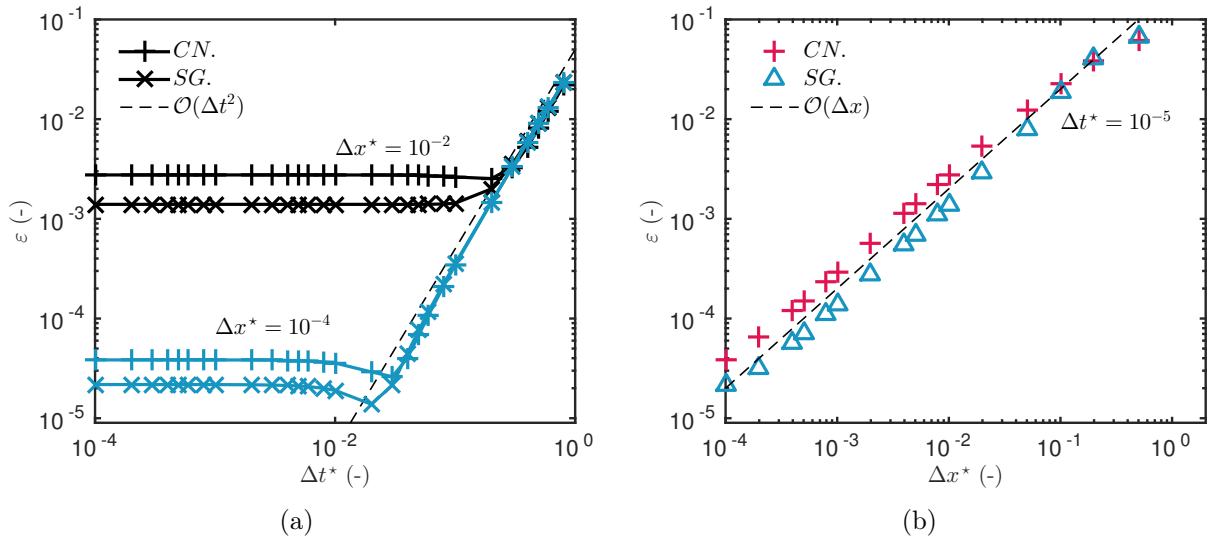 10^{-1}
10^{-2}
10^{-3}
10^{-4}
10^{-5}
ε (-)
CN.
SG.
O(Δt²)
Δx* = 10^{-2}
Δx* = 10^{-4}
10^{-4}
10^{-2}
10^{0}
Δt* (-)
(a)
10^{-1}
10^{-2}
10^{-3}
10^{-4}
10^{-5}
ε (-)
CN.
SG.
O(Δx)
Δt* = 10^{-5}
10^{-4}
10^{-3}
10^{-2}
10^{-1}
10^{0}
Δx* (-)
(b)